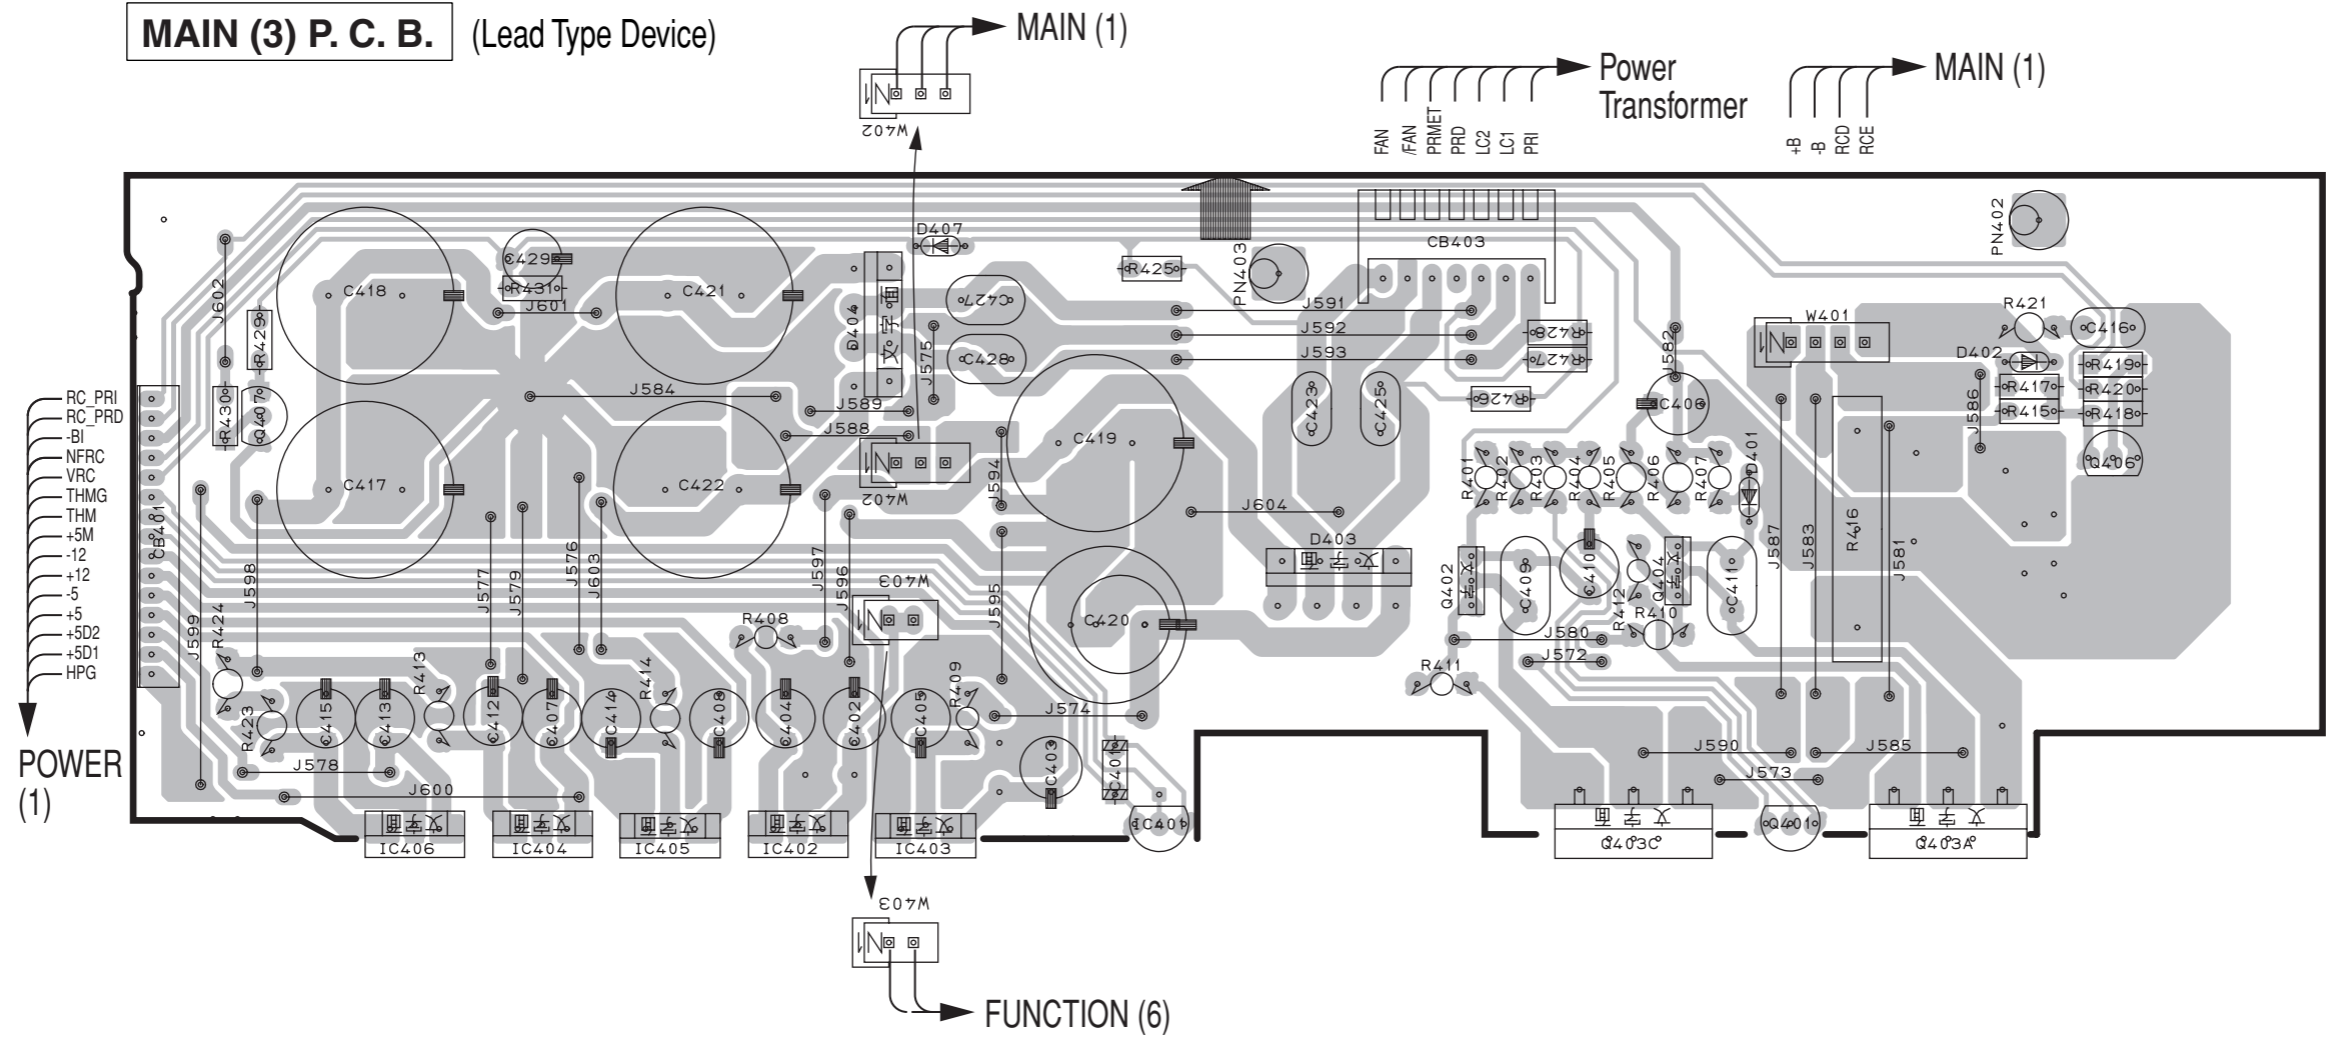 MAIN (3) P. C. B. (Lead Type Device)
MAIN (1)
W402
Power
Transformer
FAN
/FAN
PRMET
PRD
LC2
LC1
PRI
MAIN (1)
+B
-B
RCD
RCE
RC_PRI
RC_PRD
-BI
NFRC
VRC
THMG
THM
+5M
-12
+12
-5
+5
+5D2
+5D1
HPG
POWER
(1)
CB401
J602
R429
R430
Q407
C418
C429
R431
J601
C421
D404
D407
J575
C427
C428
R425
PN403
CB403
J591
J592
J593
R428
R427
R426
J582
C406
W401
PN402
R421
C416
D402
R419
R417
R420
R415
R418
Q406
J586
J584
J589
J588
W402
C417
C422
C419
J594
C423
C425
J604
D403
R401
R402
R403
R404
R405
R406
R407
D401
J587
J583
R416
J581
J599
J598
R424
J577
J579
J576
J603
J597
J596
W403
J595
C420
R408
Q402
C409
C410
R412
Q404
R410
C411
J580
J572
R411
R423
C415
C413
R413
C412
C407
C414
R414
C408
C404
C402
C405
R409
J574
C403
C401
J578
J600
J590
J585
J573
IC406
IC404
IC405
IC402
IC403
IC401
Q403C
Q401
Q403A
W403
FUNCTION (6)